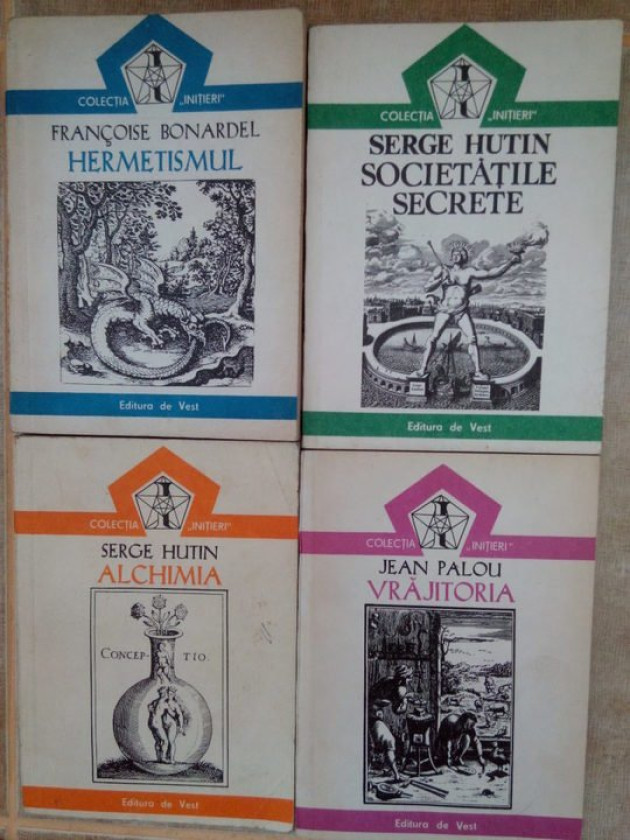 COLECȚIA „INIȚIERI"
FRANÇOISE BONARDEL
HERMETISMUL
Editura de Vest
COLECȚIA „INIȚIERI"
SERGE HUTIN
SOCIETĂȚILE
SECRETE
Editura de Vest
COLECȚIA „INIȚIERI"
SERGE HUTIN
ALCHIMIA
CONCEP- TIO.
Editura de Vest
COLECȚIA „INIȚIERI"
JEAN PALOU
VRĂJITORIA
Editura de Vest